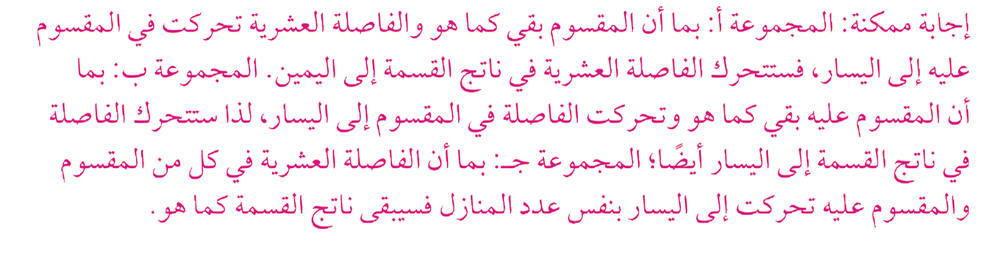 إجابة ممكنة: المجموعة أ: بما أن المقسوم بقي كما هو والفاصلة العشرية تحركت في المقسوم
عليه إلى اليسار، فستتحرك الفاصلة العشرية في ناتج القسمة إلى اليمين. المجموعة ب: بما
أن المقسوم عليه بقي كما هو وتحركت الفاصلة في المقسوم إلى اليسار، لذا ستتحرك الفاصلة
في ناتج القسمة إلى اليسار أيضًا؛ المجموعة جـ: بما أن الفاصلة العشرية في كل من المقسوم
والمقسوم عليه تحركت إلى اليسار بنفس عدد المنازل فسيبقى ناتج القسمة كما هو.